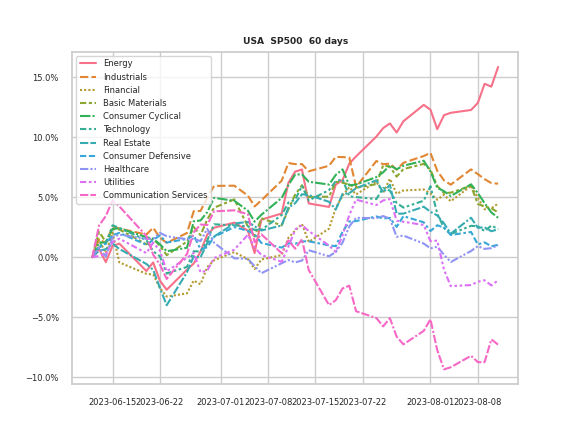 USA SP500 60 days
15.0%
10.0%
5.0%
0.0%
−5.0%
−10.0%
Energy
Industrials
Financial
Basic Materials
Consumer Cyclical
Technology
Real Estate
Consumer Defensive
Healthcare
Utilities
Communication Services
2023-06-15
2023-06-22
2023-07-01
2023-07-08
2023-07-15
2023-07-22
2023-08-01
2023-08-08